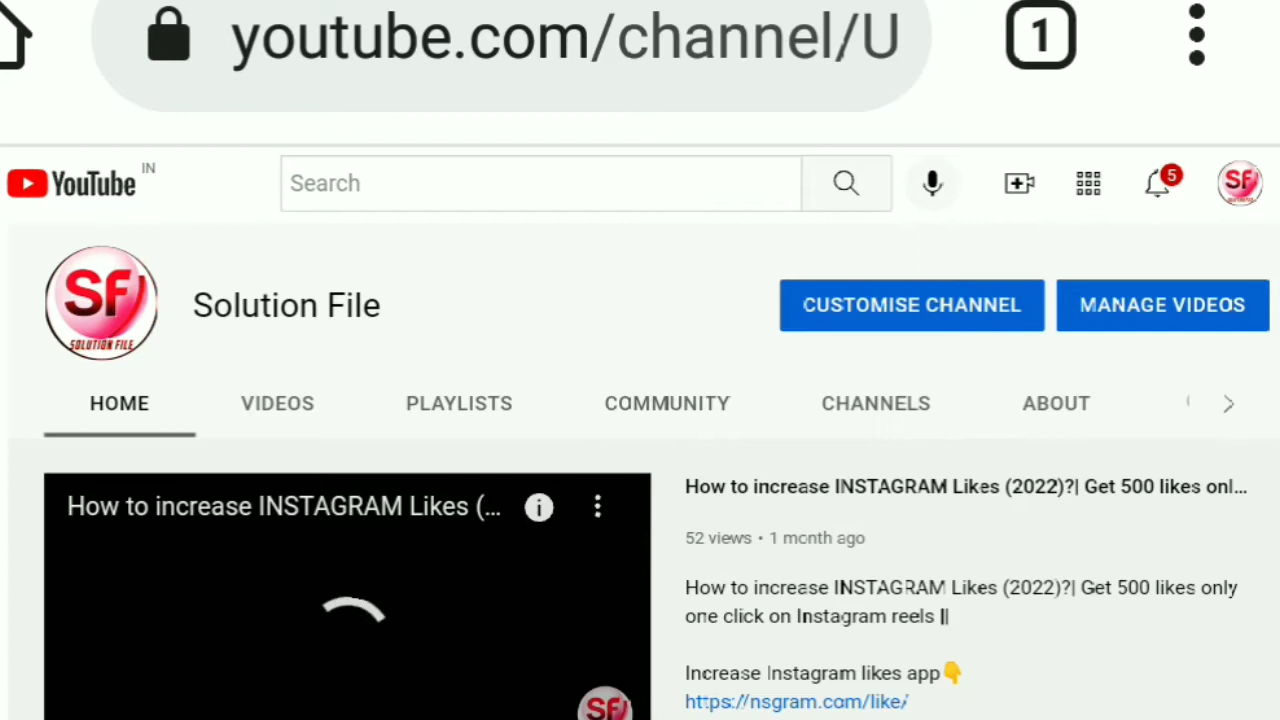 youtube.com/channel/U
1
YouTube IN
Search
5
SF
SF
SOLUTION FILE
Solution File
CUSTOMISE CHANNEL
MANAGE VIDEOS
HOME
VIDEOS
PLAYLISTS
COMMUNITY
CHANNELS
ABOUT
How to increase INSTAGRAM Likes (...
How to increase INSTAGRAM Likes (2022)?| Get 500 likes onl...
52 views • 1 month ago
How to increase INSTAGRAM Likes (2022)?| Get 500 likes only
one click on Instagram reels ||
Increase Instagram likes app👇
https://nsgram.com/like/
SF